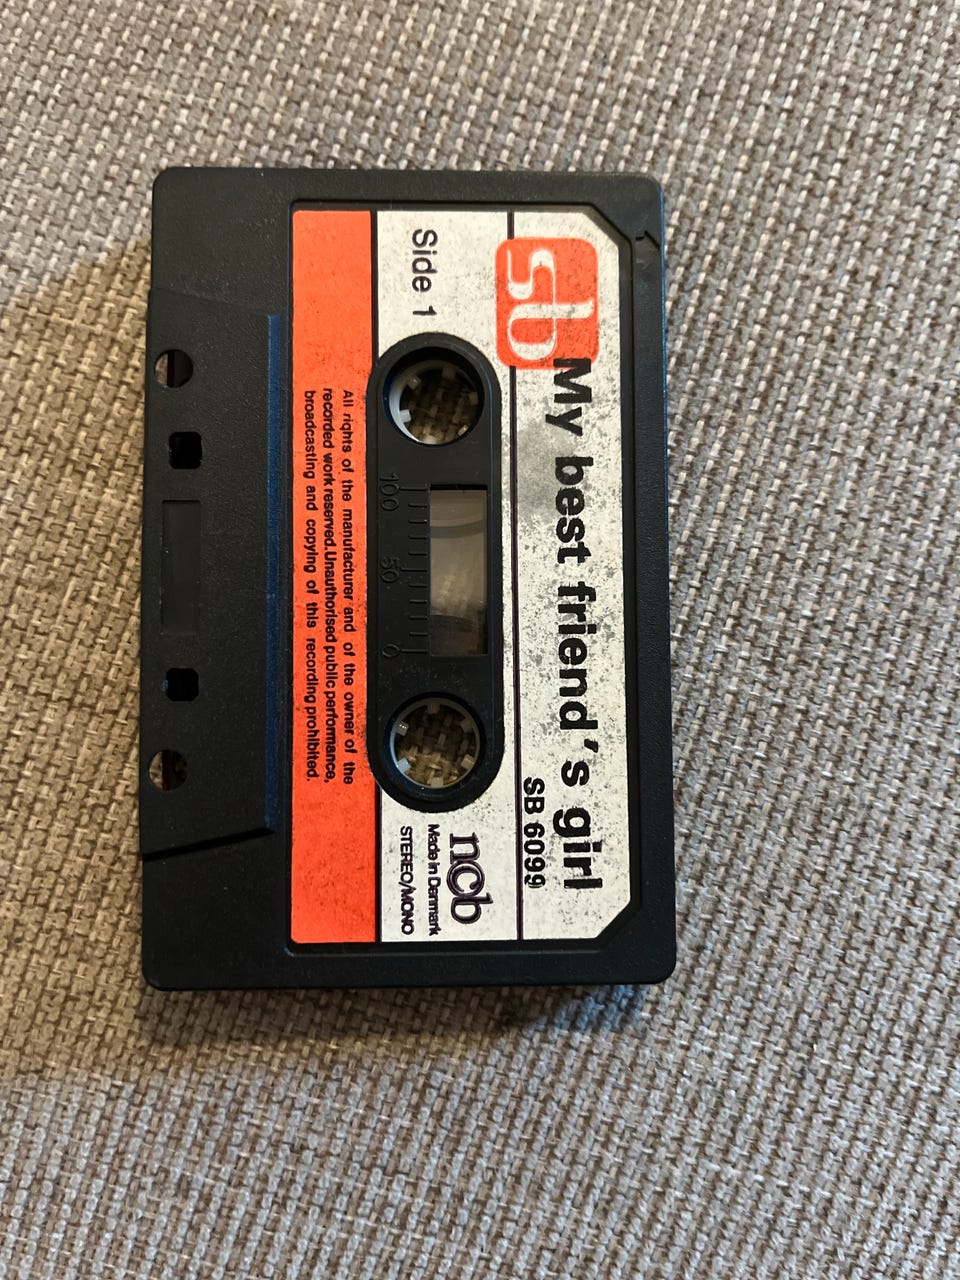 sb
My best friend's girl
SB 6099
Side 1
ncb
Made in Denmark
STEREO/MONO
100 50 0
All rights of the manufacturer and of the owner of the
recorded work reserved.Unauthorised public performance,
broadcasting and copying of this recording prohibited.